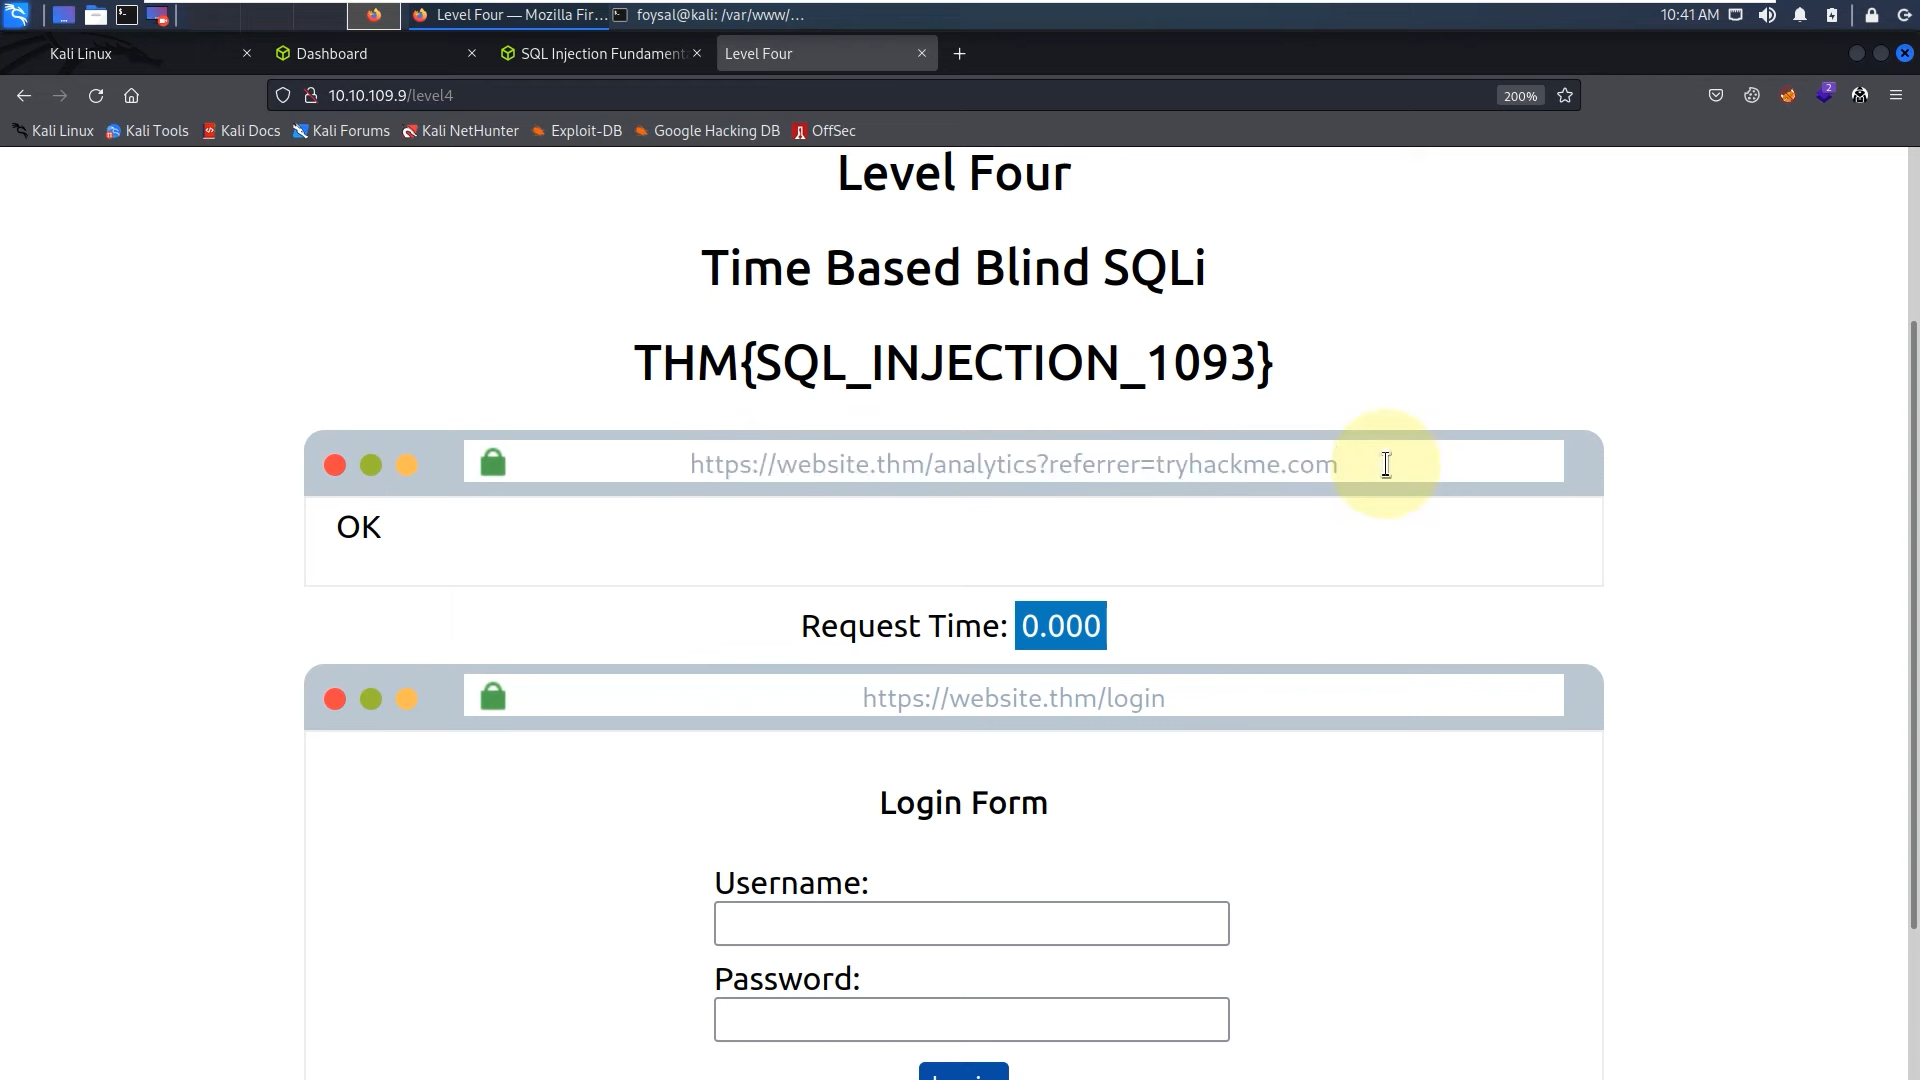 Level Four — Mozilla Fir...
foysal@kali: /var/www/...
10:41 AM
Kali Linux
Dashboard
SQL Injection Fundament
Level Four
10.10.109.9/level4
200%
2
Kali Linux
Kali Tools
Kali Docs
Kali Forums
Kali NetHunter
Exploit-DB
Google Hacking DB
OffSec
Level Four
Time Based Blind SQLi
THM{SQL_INJECTION_1093}
https://website.thm/analytics?referrer=tryhackme.com
OK
Request Time: 0.000
https://website.thm/login
Login Form
Username:
Password: